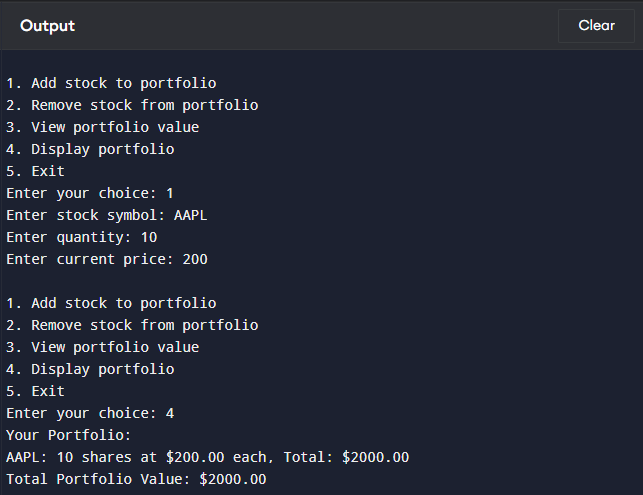 Output
Clear
1. Add stock to portfolio
2. Remove stock from portfolio
3. View portfolio value
4. Display portfolio
5. Exit
Enter your choice: 1
Enter stock symbol: AAPL
Enter quantity: 10
Enter current price: 200
1. Add stock to portfolio
2. Remove stock from portfolio
3. View portfolio value
4. Display portfolio
5. Exit
Enter your choice: 4
Your Portfolio:
AAPL: 10 shares at $200.00 each, Total: $2000.00
Total Portfolio Value: $2000.00